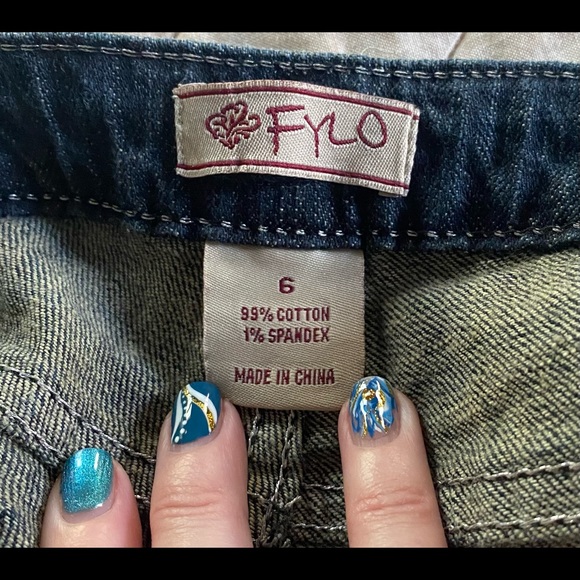 FYLO
6
99% COTTON
1% SPANDEX
MADE IN CHINA